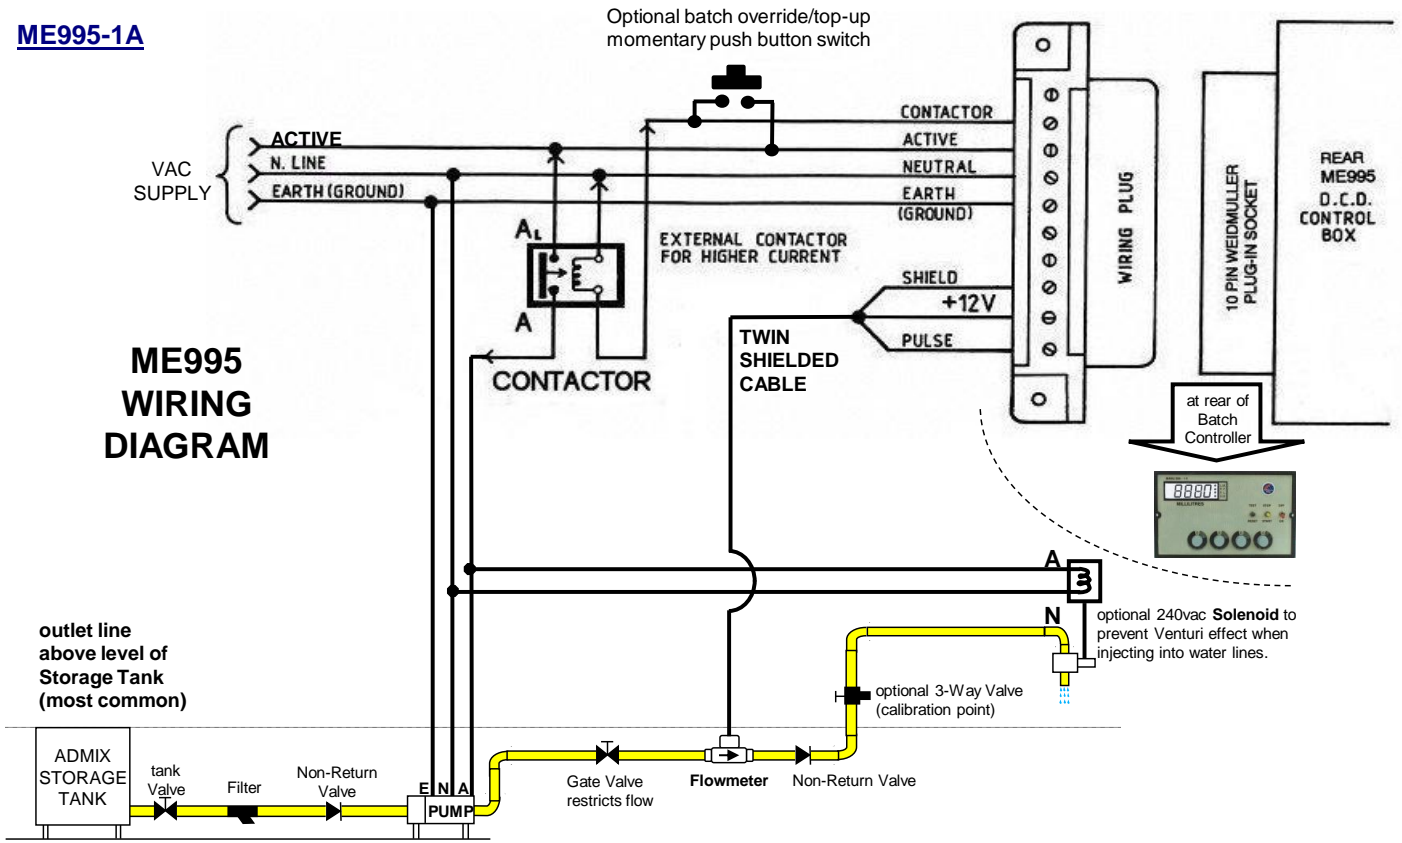 ME995-1A
Optional batch override/top-up
momentary push button switch
CONTACTOR
ACTIVE
ACTIVE
N. LINE
NEUTRAL
VAC
SUPPLY
EARTH (GROUND)
EARTH
(GROUND)
A1
EXTERNAL CONTACTOR
FOR HIGHER CURRENT
A
CONTACTOR
SHIELD
+12V
PULSE
TWIN
SHIELDED
CABLE
WIRING PLUG
10 PIN WEIDMULLER
PLUG-IN SOCKET
REAR
ME995
D.C.D.
CONTROL
BOX
ME995
WIRING
DIAGRAM
at rear of
Batch
Controller
8880
MILLILITRES
A
N
optional 240vac Solenoid to
prevent Venturi effect when
injecting into water lines.
outlet line
above level of
Storage Tank
(most common)
optional 3-Way Valve
(calibration point)
ADMIX
STORAGE
TANK
tank
Valve
Filter
Non-Return
Valve
E N A
PUMP
Gate Valve
restricts flow
Flowmeter
Non-Return Valve